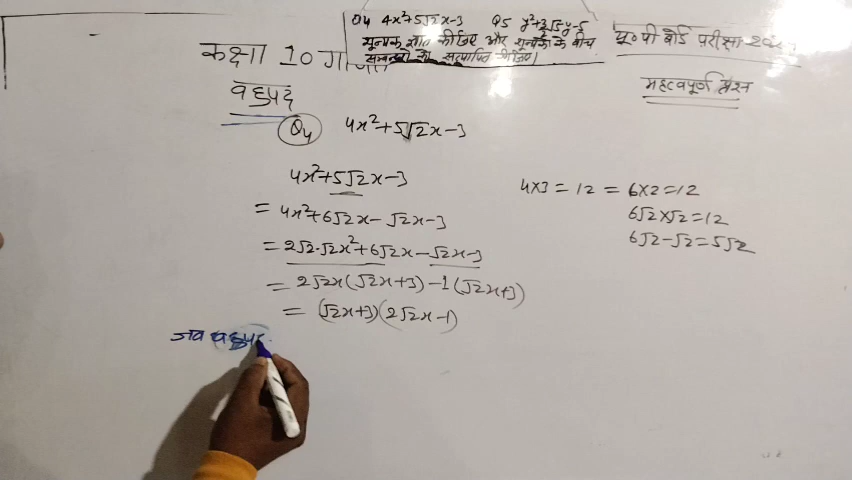 Q4 4x²+5√2x-3 Q5 y²+3√5y-5
शून्यक ज्ञात कीजिए और शून्यकों के बीच
सम्बन्धों को सत्यापित कीजिए।
यू०पी बोर्ड परीक्षा
महत्वपूर्ण प्रश्न
कक्षा 10 गणित
बहुपद
Q4 4x²+5√2x-3
4x²+5√2x-3
= 4x²+6√2x-√2x-3
= 2√2·√2x²+6√2x-√2x-3
= 2√2x(√2x+3)-1(√2x+3)
= (√2x+3)(2√2x-1)
जब बहुपद
4×3=12=6×2=12
6√2×√2=12
6√2-√2=5√2